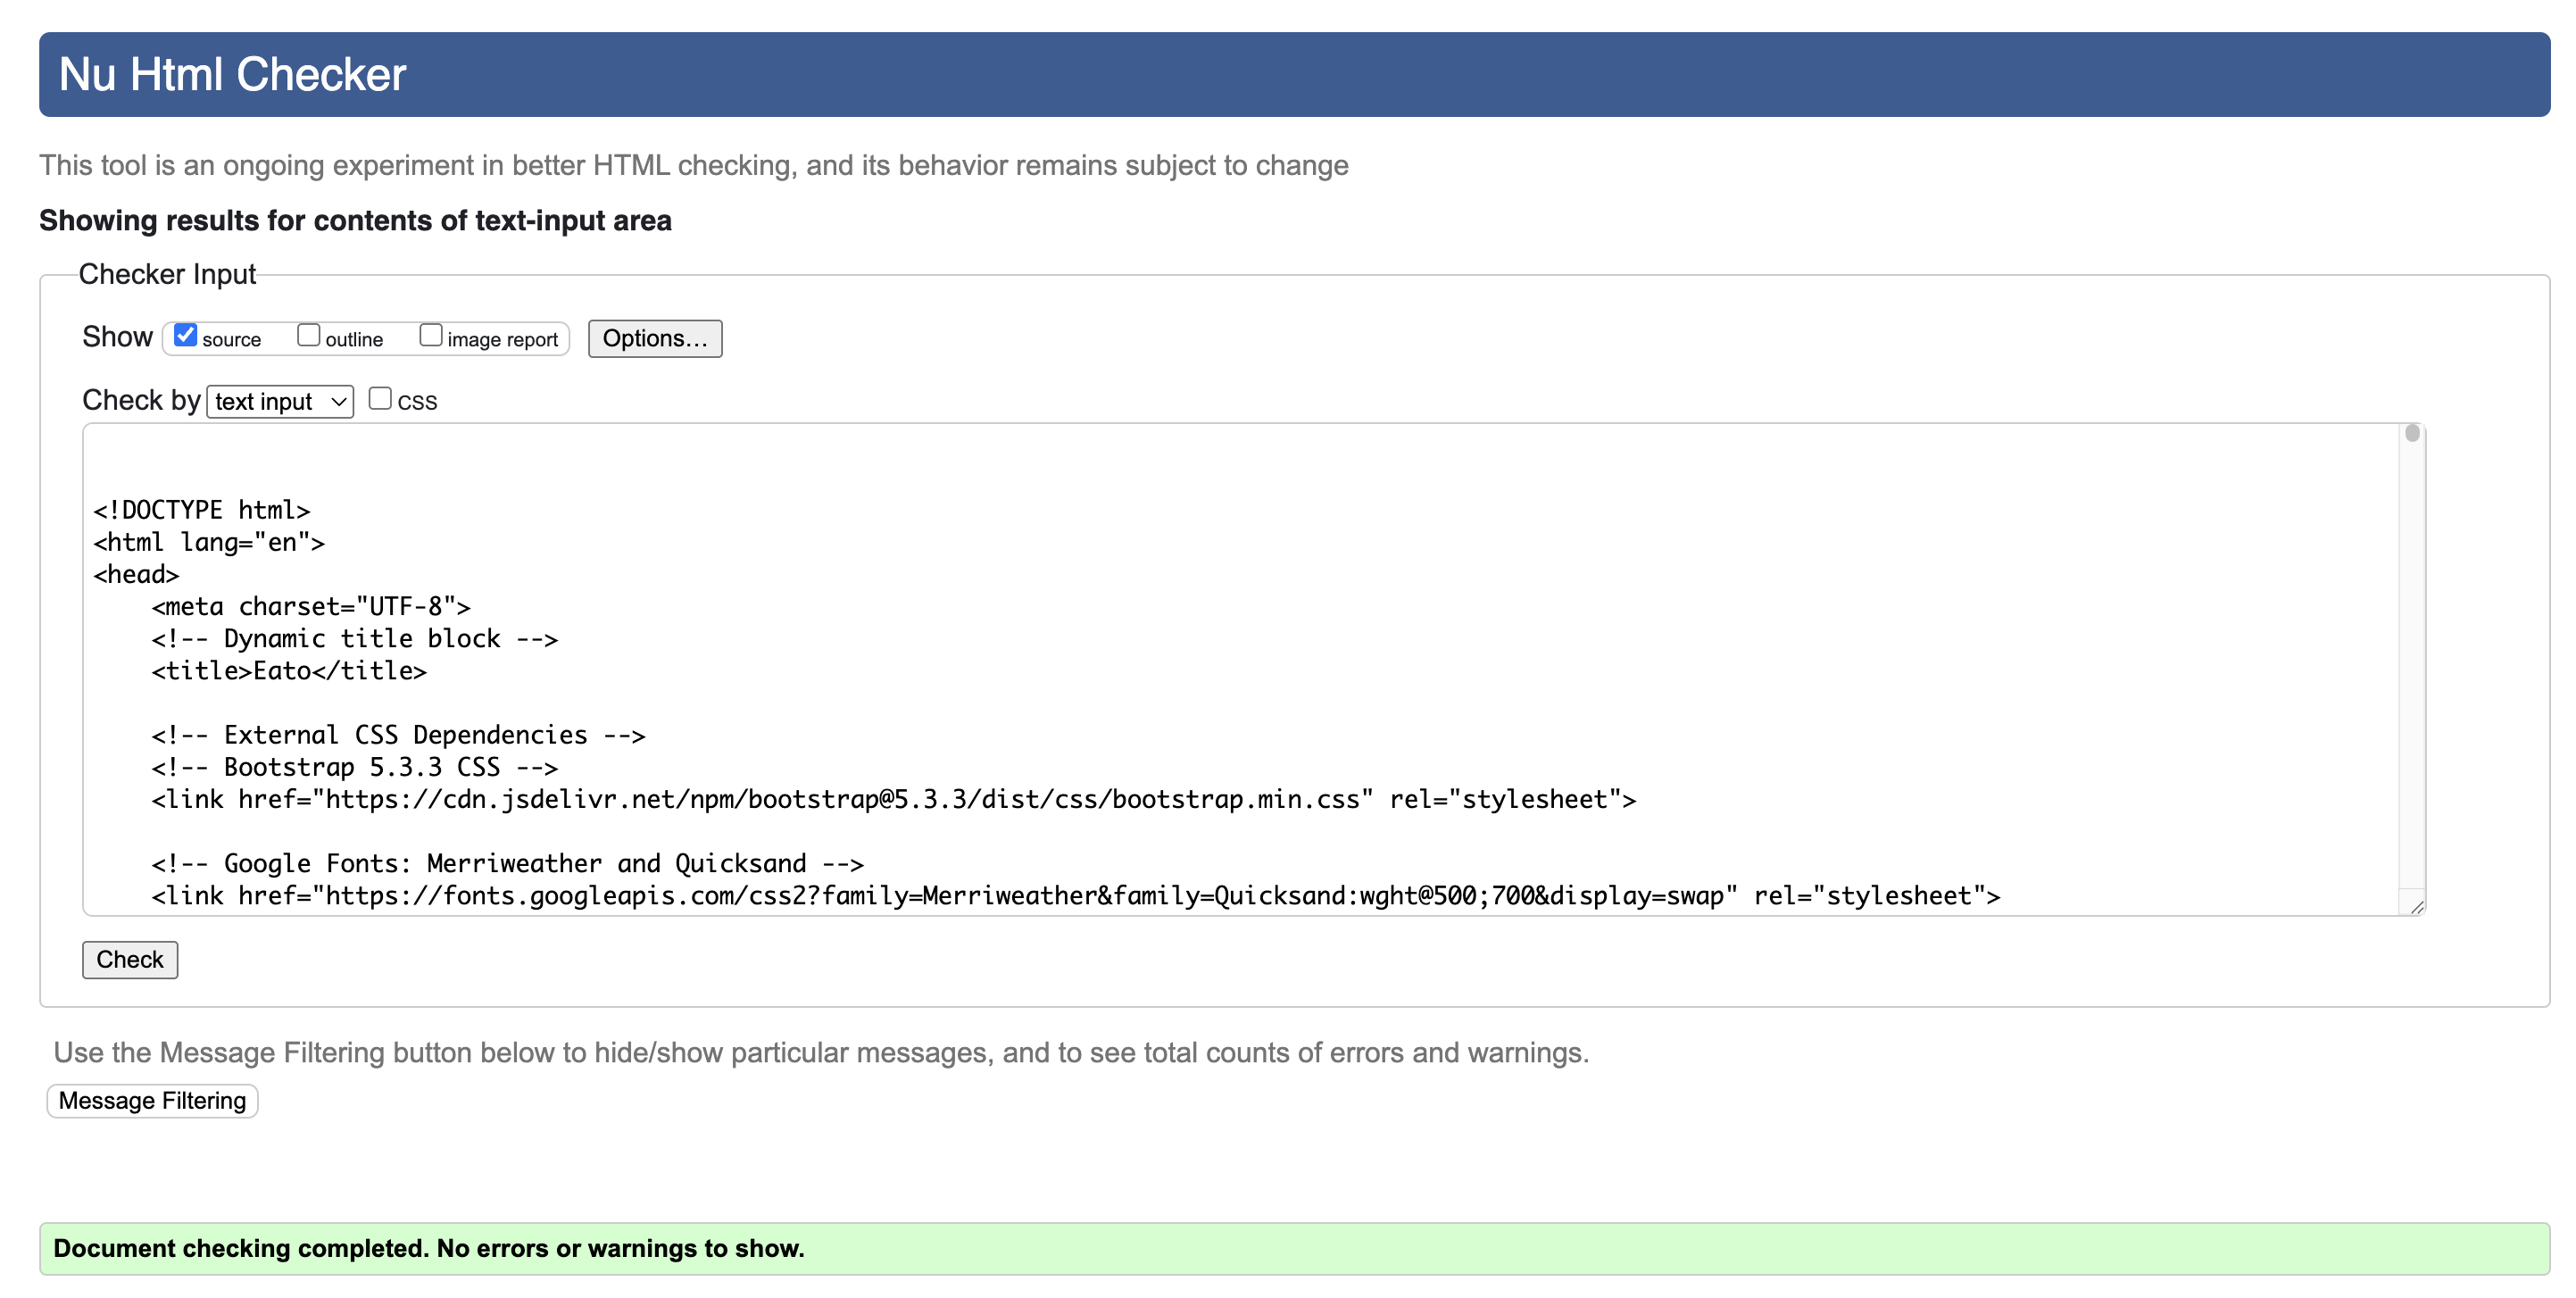 Nu Html Checker
This tool is an ongoing experiment in better HTML checking, and its behavior remains subject to change
Showing results for contents of text-input area
Checker Input
Show source outline image report Options...
Check by text input CSS
<!DOCTYPE html>
<html lang="en">
<head>
    <meta charset="UTF-8">
    <!-- Dynamic title block -->
    <title>Eato</title>
    <!-- External CSS Dependencies -->
    <!-- Bootstrap 5.3.3 CSS -->
    <link href="https://cdn.jsdelivr.net/npm/bootstrap@5.3.3/dist/css/bootstrap.min.css" rel="stylesheet">
    <!-- Google Fonts: Merriweather and Quicksand -->
    <link href="https://fonts.googleapis.com/css2?family=Merriweather&family=Quicksand:wght@500;700&display=swap" rel="stylesheet">
Check
Use the Message Filtering button below to hide/show particular messages, and to see total counts of errors and warnings.
Message Filtering
Document checking completed. No errors or warnings to show.